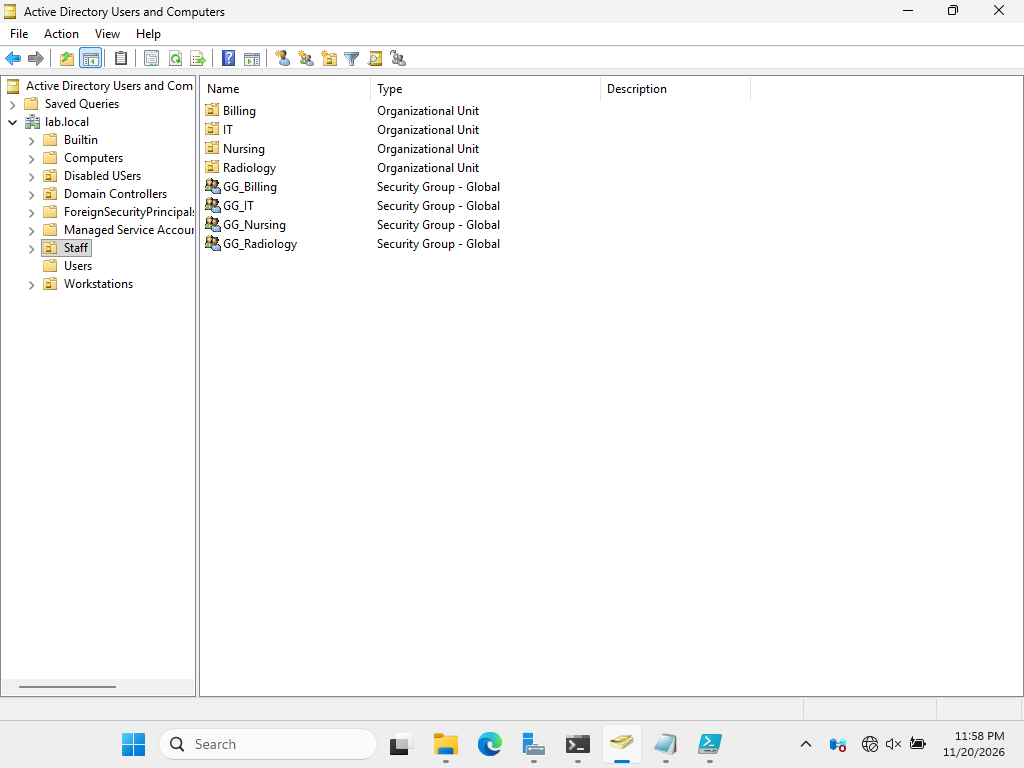 Active Directory Users and Computers
File Action View Help
Active Directory Users and Com
Saved Queries
lab.local
Builtin
Computers
Disabled USers
Domain Controllers
ForeignSecurityPrincipals
Managed Service Accour
Staff
Users
Workstations
Name Type Description
Billing Organizational Unit
IT Organizational Unit
Nursing Organizational Unit
Radiology Organizational Unit
GG_Billing Security Group - Global
GG_IT Security Group - Global
GG_Nursing Security Group - Global
GG_Radiology Security Group - Global
Search
11:58 PM
11/20/2026